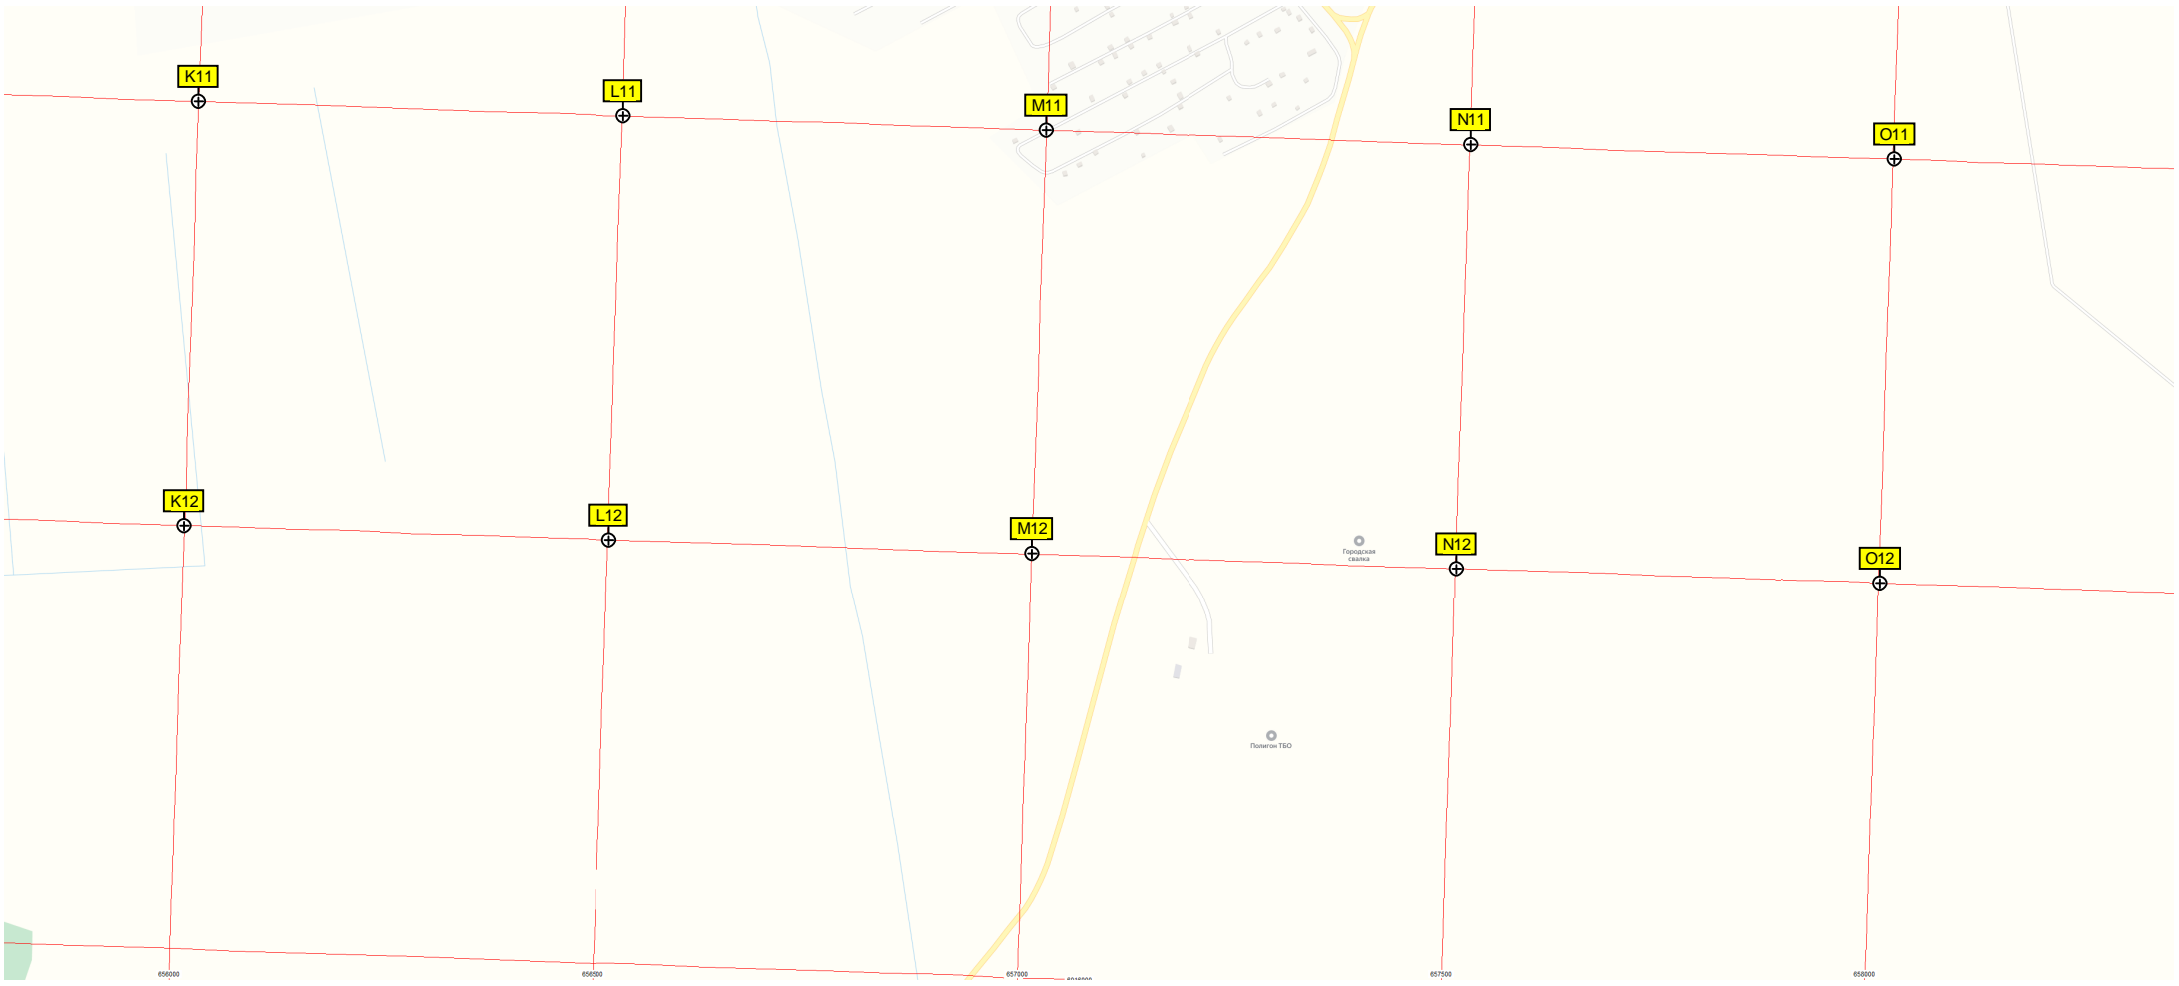 K11
L11
M11
N11
O11
K12
L12
M12
N12
O12
Городская
свалка
Полигон ТБО
656000
656500
657000
657500
658000